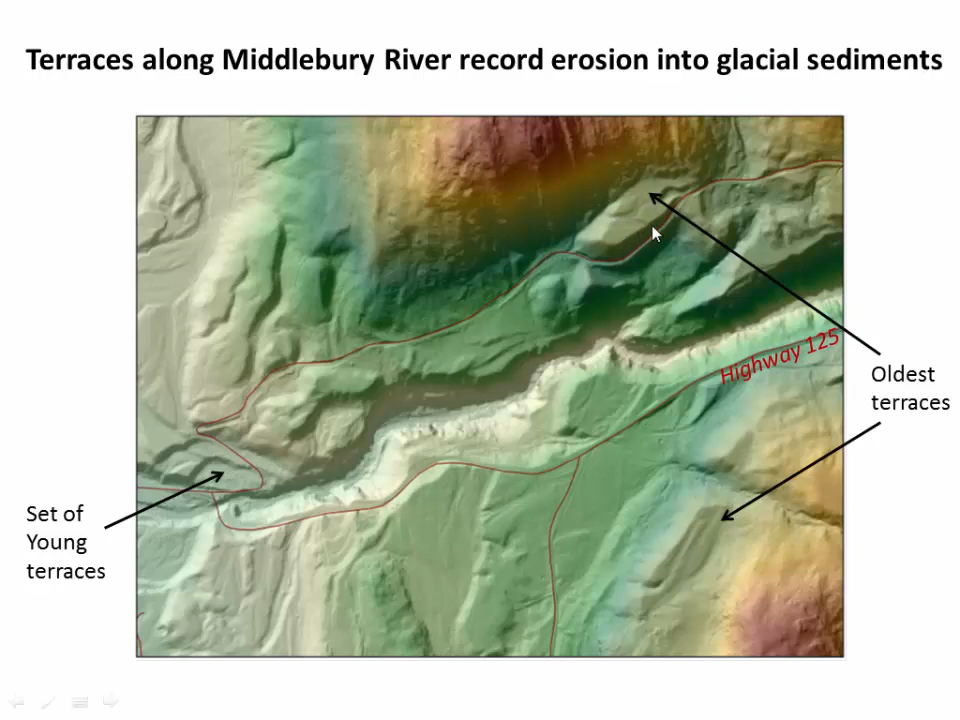 Terraces along Middlebury River record erosion into glacial sediments
Highway 125
Oldest
terraces
Set of
Young
terraces